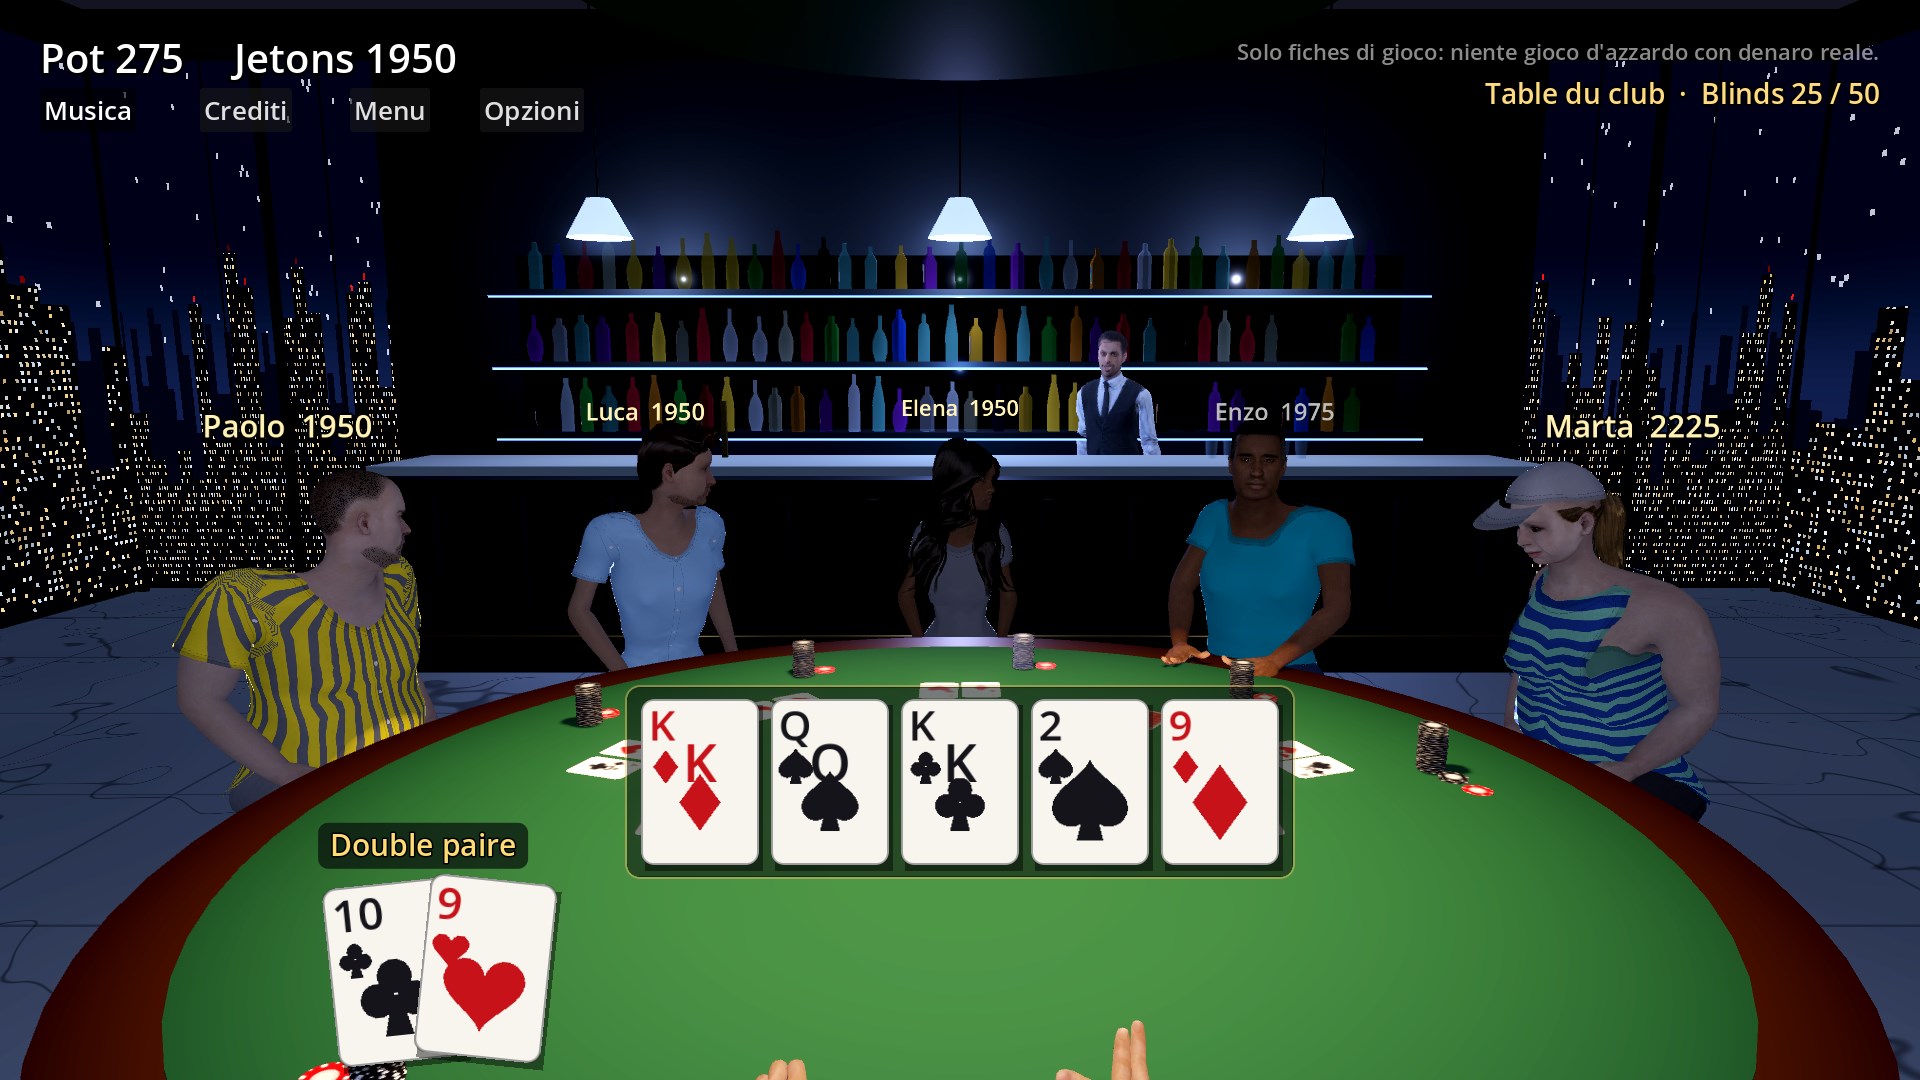 Pot 275 Jetons 1950
Solo fiches di gioco: niente gioco d'azzardo con denaro reale.
Musica Crediti Menu Opzioni
Table du club · Blinds 25 / 50
Paolo 1950
Luca 1950
Elena 1950
Enzo 1975
Marta 2225
K K
Q Q
K K
2
9
Double paire
10
9